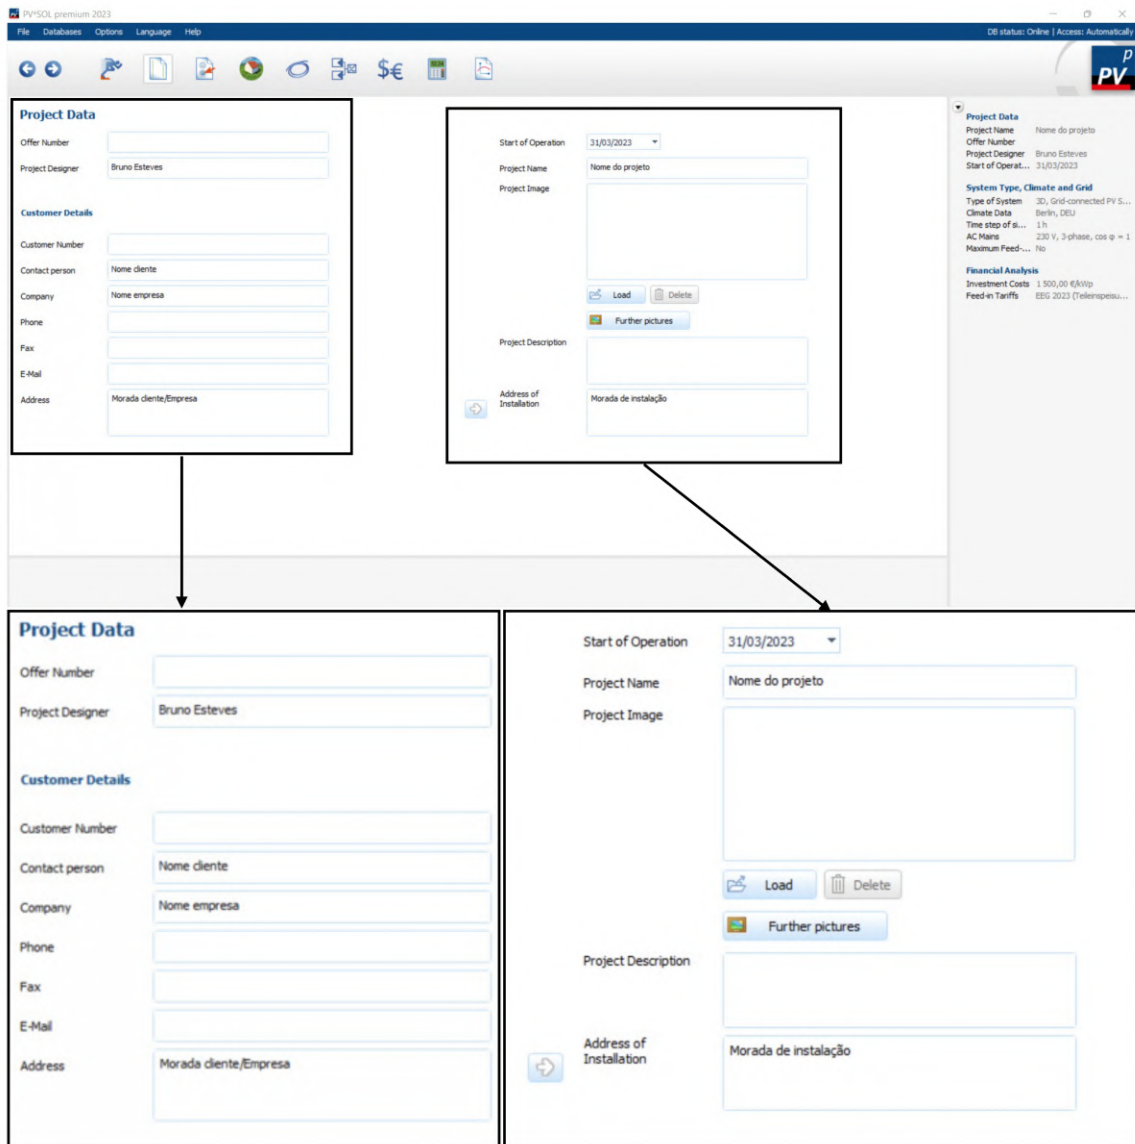 PV*SOL premium 2023
File Databases Options Language Help
DB status: Online | Access: Automatically
$€
p
PV
Project Data
Offer Number
Project Designer Bruno Esteves
Customer Details
Customer Number
Contact person Nome cliente
Company Nome empresa
Phone
Fax
E-Mail
Address Morada cliente/Empresa
Start of Operation 31/03/2023
Project Name Nome do projeto
Project Image
Load Delete
Further pictures
Project Description
Address of
Installation Morada de instalação
Project Data
Project Name Nome do projeto
Offer Number
Project Designer Bruno Esteves
Start of Operat... 31/03/2023
System Type, Climate and Grid
Type of System 3D, Grid-connected PV S...
Climate Data Berlin, DEU
Time step of si... 1 h
AC Mains 230 V, 3-phase, cos φ = 1
Maximum Feed-... No
Financial Analysis
Investment Costs 1 500,00 €/kWp
Feed-in Tariffs EEG 2023 (Teileinspeisu...
Project Data
Offer Number
Project Designer Bruno Esteves
Customer Details
Customer Number
Contact person Nome cliente
Company Nome empresa
Phone
Fax
E-Mail
Address Morada cliente/Empresa
Start of Operation 31/03/2023
Project Name Nome do projeto
Project Image
Load Delete
Further pictures
Project Description
Address of
Installation Morada de instalação